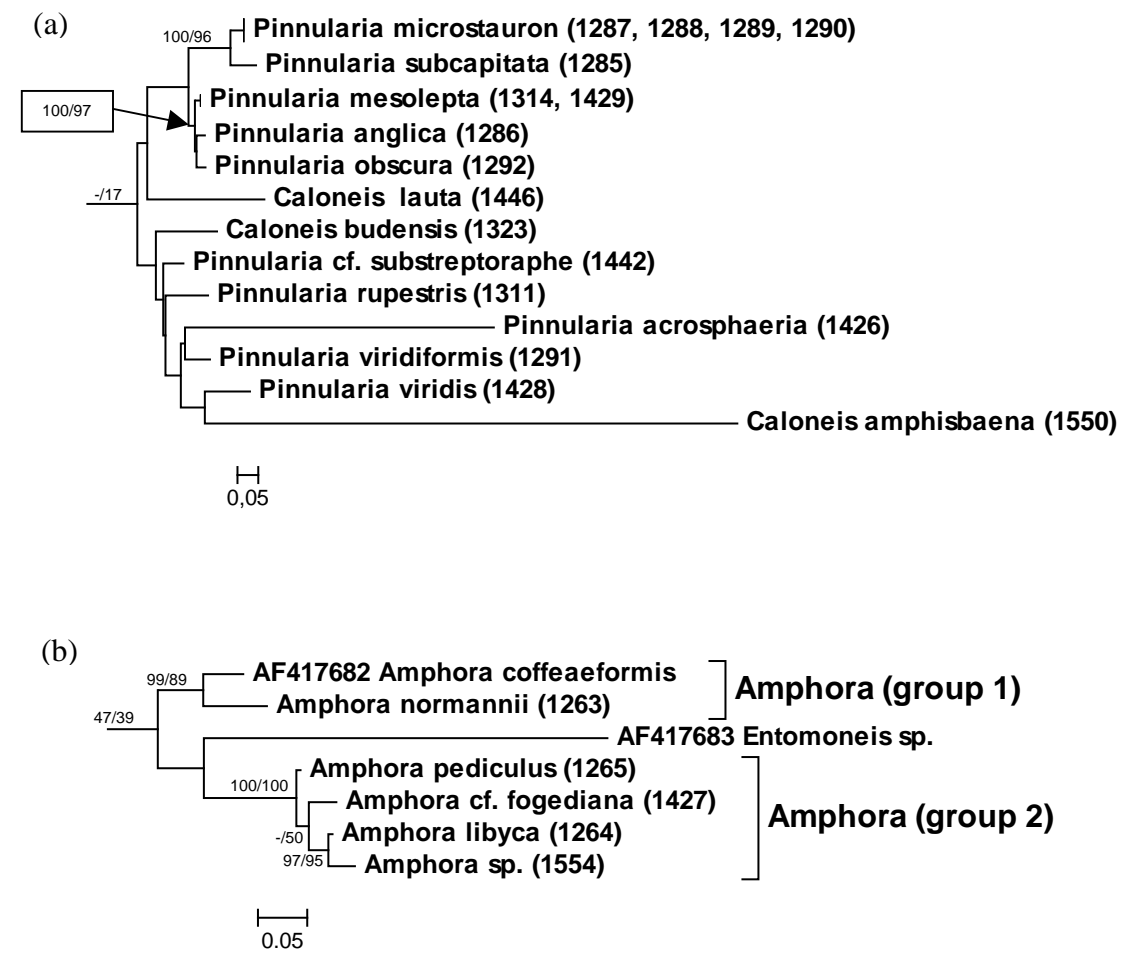 (a)
100/96
Pinnularia microstauron (1287, 1288, 1289, 1290)
Pinnularia subcapitata (1285)
Pinnularia mesolepta (1314, 1429)
100/97
Pinnularia anglica (1286)
Pinnularia obscura (1292)
-/17
Caloneis lauta (1446)
Caloneis budensis (1323)
Pinnularia cf. substreptoraphe (1442)
Pinnularia rupestris (1311)
Pinnularia acrosphaeria (1426)
Pinnularia viridiformis (1291)
Pinnularia viridis (1428)
Caloneis amphisbaena (1550)
0,05
(b)
99/89
AF417682 Amphora coffeaeformis
Amphora (group 1)
Amphora normannii (1263)
47/39
AF417683 Entomoneis sp.
Amphora pediculus (1265)
100/100
Amphora cf. fogediana (1427)
Amphora (group 2)
-/50
Amphora libyca (1264)
97/95
Amphora sp. (1554)
0.05